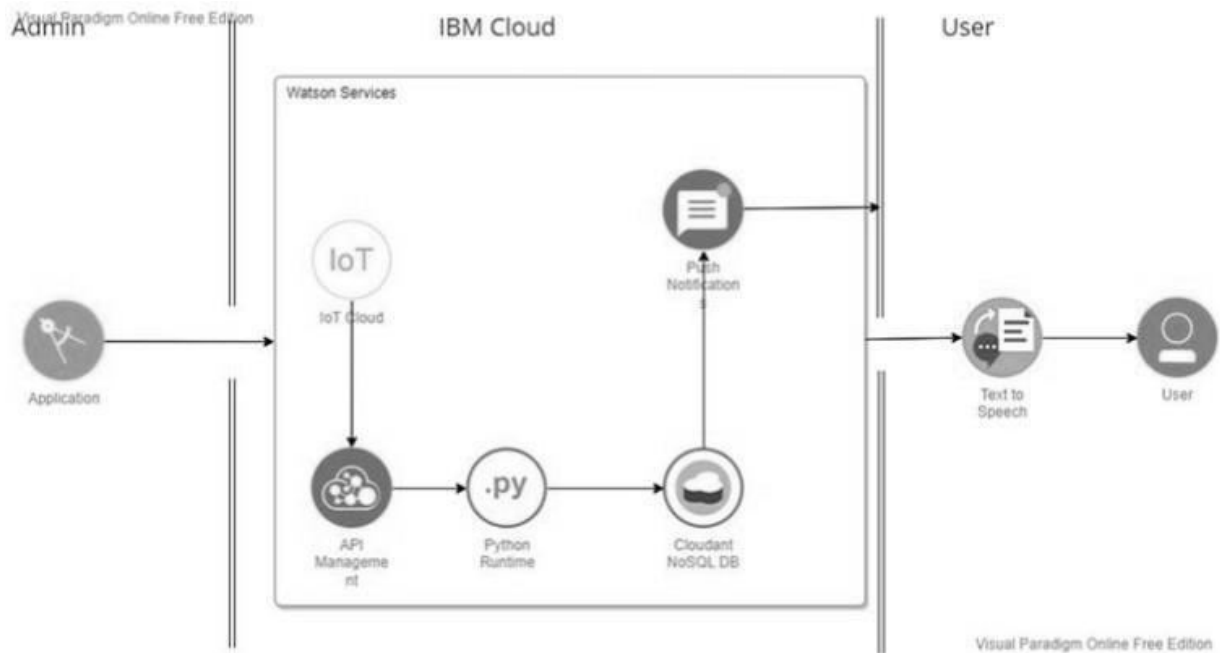 Visual Paradigm Online Free Edition
Admin
IBM Cloud
User
Watson Services
IoT
IoT Cloud
Push
Notification
s
Application
Text to
Speech
User
.py
API
Manageme
nt
Python
Runtime
Cloudant
NoSQL DB
Visual Paradigm Online Free Edition